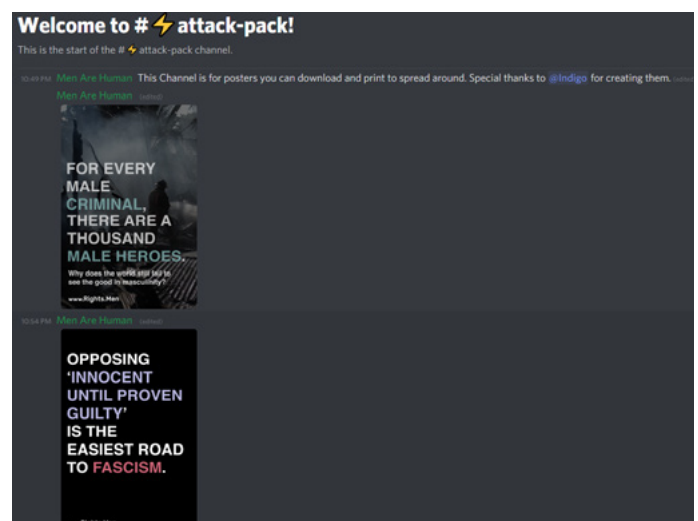 Welcome to # ⚡ attack-pack!
This is the start of the # ⚡ attack-pack channel.
10:49 PM Men Are Human This Channel is for posters you can download and print to spread around. Special thanks to @Indigo for creating them. (edited)
Men Are Human (edited)
FOR EVERY
MALE
CRIMINAL,
THERE ARE A
THOUSAND
MALE HEROES.
Why does the world still fail to
see the good in masculinity?
www.Rights.Men
10:54 PM Men Are Human (edited)
OPPOSING
‘INNOCENT
UNTIL PROVEN
GUILTY’
IS THE
EASIEST ROAD
TO FASCISM.